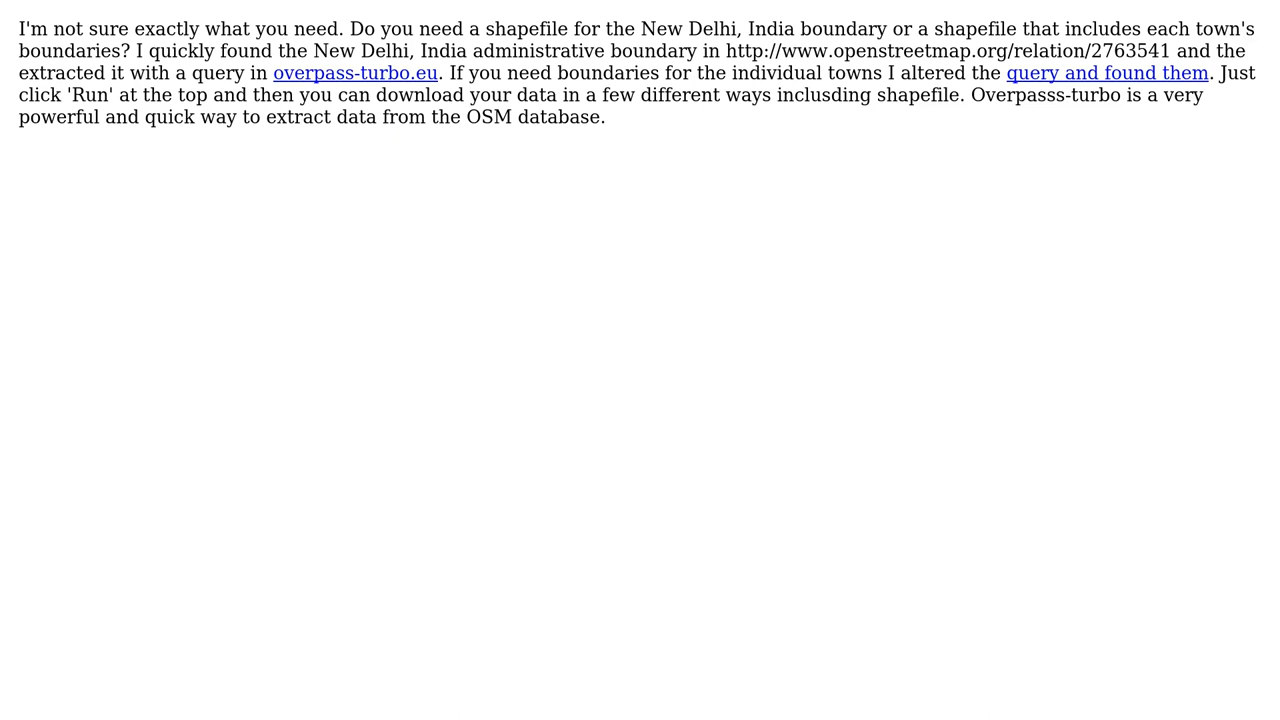 I'm not sure exactly what you need. Do you need a shapefile for the New Delhi, India boundary or a shapefile that includes each town's
boundaries? I quickly found the New Delhi, India administrative boundary in http://www.openstreetmap.org/relation/2763541 and the
extracted it with a query in overpass-turbo.eu. If you need boundaries for the individual towns I altered the query and found them. Just
click 'Run' at the top and then you can download your data in a few different ways inclusding shapefile. Overpasss-turbo is a very
powerful and quick way to extract data from the OSM database.